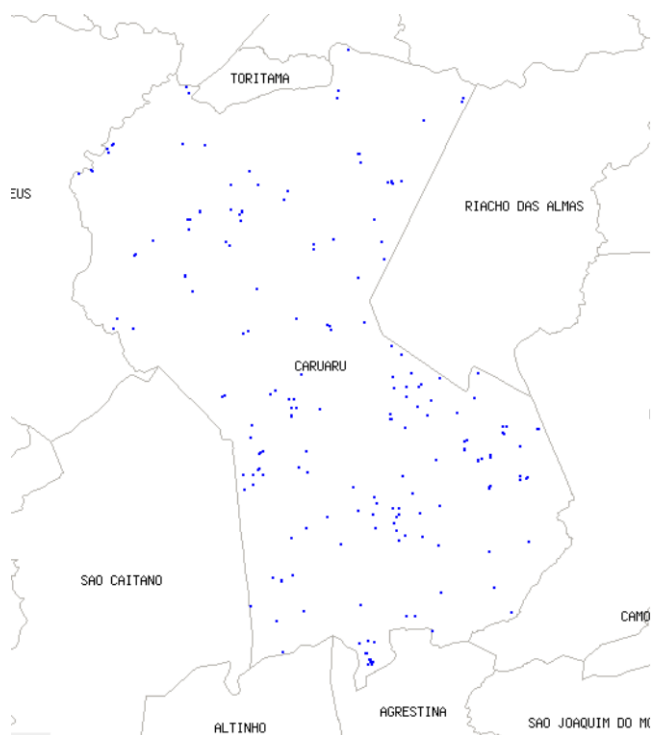 TORITAMA
EUS
RIACHO DAS ALMAS
CARUARU
SAO CAITANO
CAMO
AGRESTINA
ALTINHO
SAO JOAQUIM DO MO